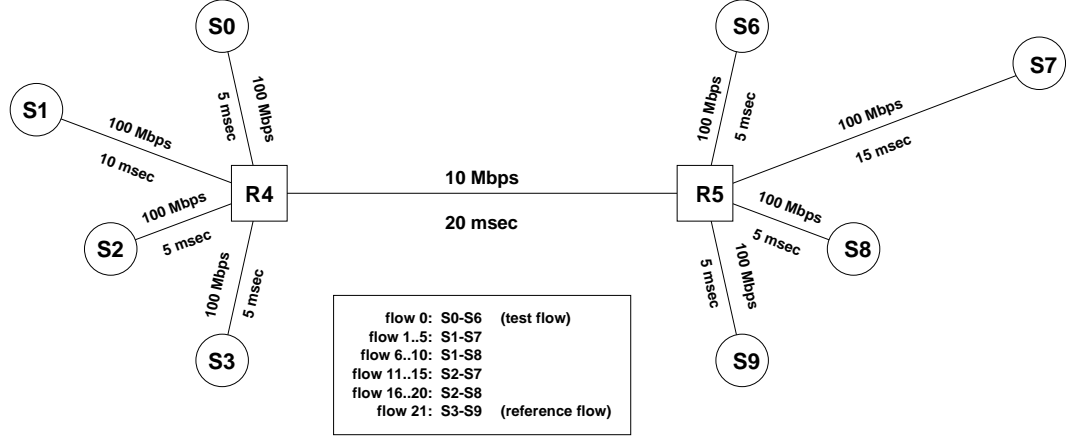 S0
S6
S7
S1
100 Mbps
5 msec
100 Mbps
5 msec
100 Mbps
10 msec
100 Mbps
15 msec
R4
10 Mbps
20 msec
R5
S2
100 Mbps
5 msec
100 Mbps
5 msec
S8
100 Mbps
5 msec
100 Mbps
5 msec
S3
S9
flow 0: S0-S6 (test flow)
flow 1..5: S1-S7
flow 6..10: S1-S8
flow 11..15: S2-S7
flow 16..20: S2-S8
flow 21: S3-S9 (reference flow)